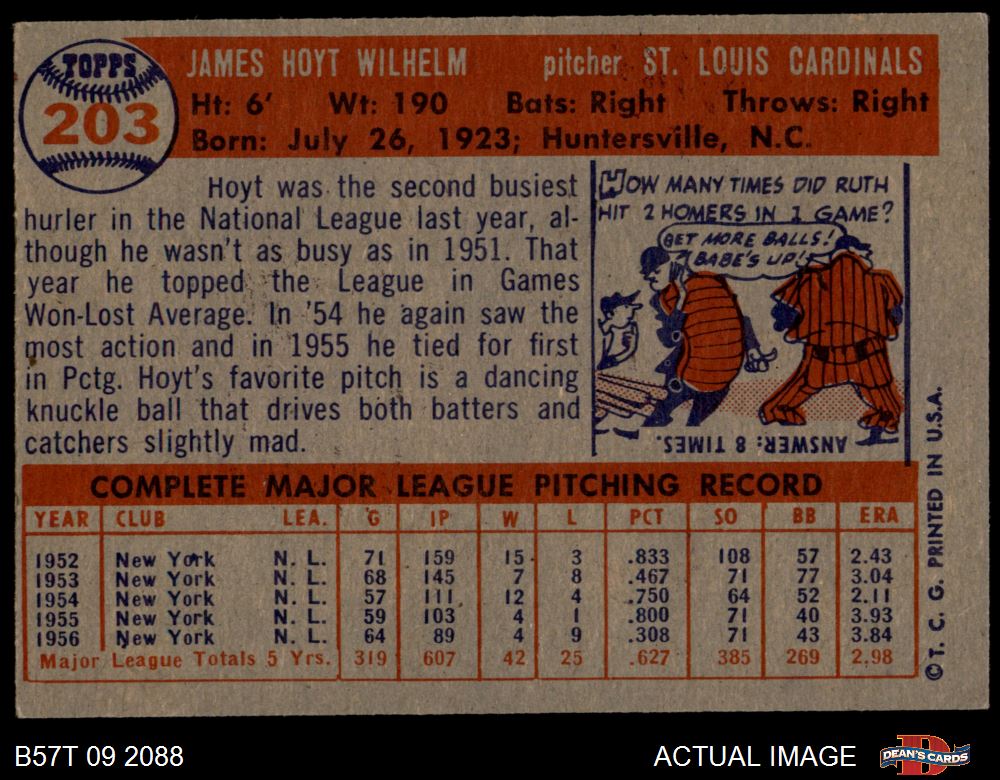 TOPPS
203
JAMES HOYT WILHELM pitcher ST. LOUIS CARDINALS
Ht: 6' Wt: 190 Bats: Right Throws: Right
Born: July 26, 1923; Huntersville, N.C.
Hoyt was the second busiest
hurler in the National League last year, al-
though he wasn't as busy as in 1951. That
year he topped the League in Games
Won-Lost Average. In '54 he again saw the
most action and in 1955 he tied for first
in Pctg. Hoyt's favorite pitch is a dancing
knuckle ball that drives both batters and
catchers slightly mad.
HOW MANY TIMES DID RUTH
HIT 2 HOMERS IN 1 GAME?
GET MORE BALLS!
BABE'S UP!
ANSWER: 8 TIMES.
COMPLETE MAJOR LEAGUE PITCHING RECORD
YEAR CLUB LEA. G IP W L PCT SO BB ERA
1952 New York N. L. 71 159 15 3 .833 108 57 2.43
1953 New York N. L. 68 145 7 8 .467 71 77 3.04
1954 New York N. L. 57 111 12 4 .750 64 52 2.11
1955 New York N. L. 59 103 4 1 .800 71 40 3.93
1956 New York N. L. 64 89 4 9 .308 71 43 3.84
Major League Totals 5 Yrs. 319 607 42 25 .627 385 269 2.98
© T. C. G. PRINTED IN U.S.A.
B57T 09 2088
ACTUAL IMAGE
DEAN'S CARDS